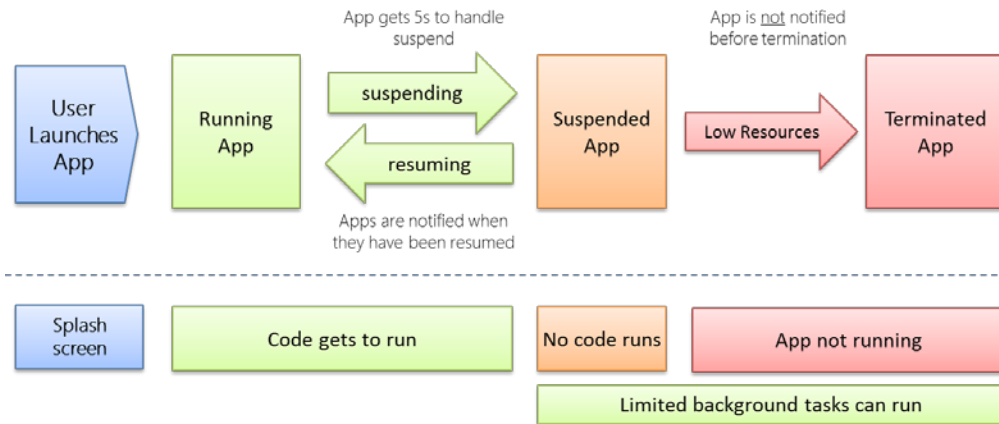 App gets 5s to handle
suspend
App is not notified
before termination
User
Launches
App
Running
App
suspending
resuming
Suspended
App
Low Resources
Terminated
App
Apps are notified when
they have been resumed
Splash
screen
Code gets to run
No code runs
App not running
Limited background tasks can run